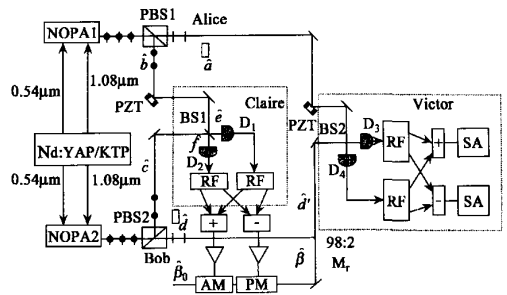 PBS1 Alice
NOPA1
b̂
â
Claire
Victor
0.54μm
1.08μm
PZT
ê
BS1
D₁
PZT
BS2
D₃
RF
+
SA
f̂
D₂
D₄
Nd:YAP/KTP
ĉ
RF
RF
RF
-
SA
0.54μm
1.08μm
PBS2
d̂
+
-
d̂'
NOPA2
Bob
β̂
98:2
Mᵣ
β̂₀
AM
PM